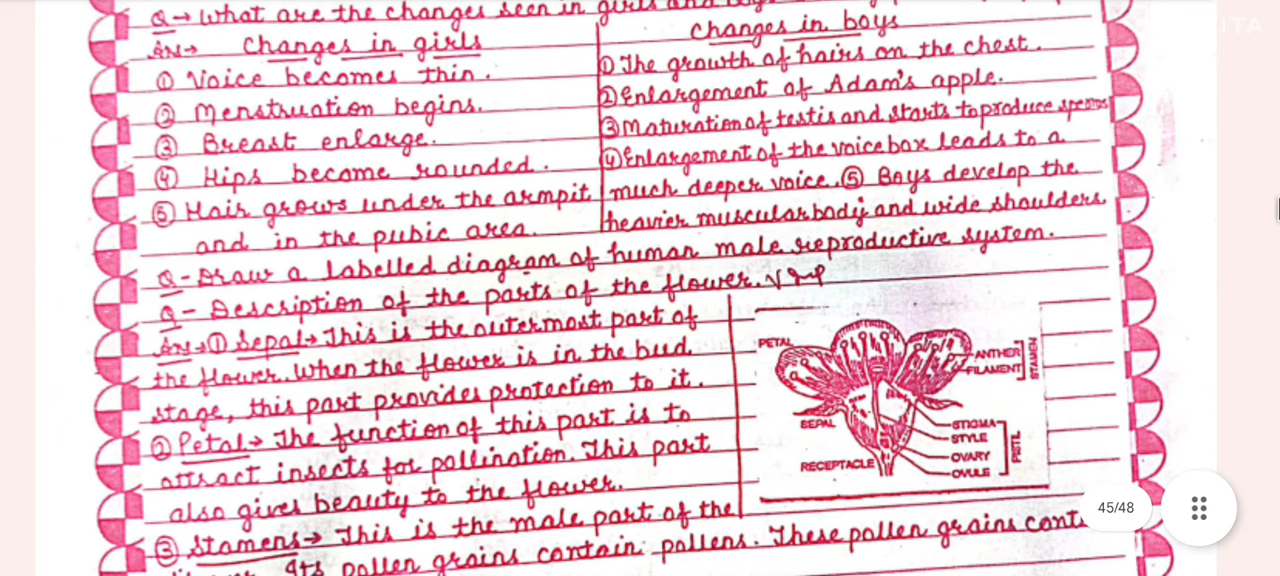 Q→ What are the changes seen in girls and boys
Ans→ Changes in girls
① Voice becomes thin.
② Menstruation begins.
③ Breast enlarge.
④ Hips become rounded.
⑤ Hair grows under the armpit
and in the pubic area.
Changes in boys
① The growth of hairs on the chest.
② Enlargement of Adam's apple.
③ Maturation of testis and starts to produce sperms
④ Enlargement of the voice box leads to a
much deeper voice. ⑤ Boys develop the
heavier muscular body and wide shoulders.
Q- Draw a labelled diagram of human male reproductive system.
Q- Description of the parts of the flower. V Imp
Ans→ ① Sepal→ This is the outermost part of
the flower. When the flower is in the bud
stage, this part provides protection to it.
② Petal→ The function of this part is to
attract insects for pollination. This part
also gives beauty to the flower.
③ Stamens→ This is the male part of the
Its pollen grains contain pollens. These pollen grains cont
PETAL
ANTHER
FILAMENT
STAMEN
SEPAL
STIGMA
STYLE
OVARY
OVULE
PISTIL
RECEPTACLE
45/48